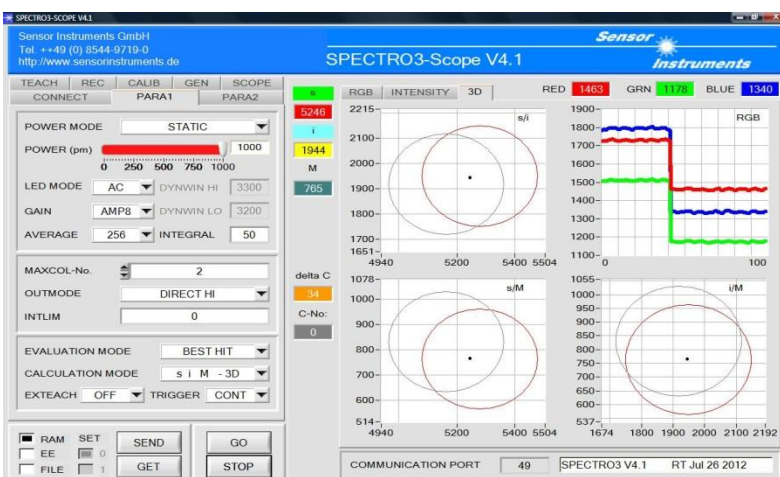 SPECTRO3-SCOPE V4.1
Sensor Instruments GmbH
Tel. ++49 (0) 8544-9719-0
http://www.sensorinstruments.de
SPECTRO3-Scope V4.1
Sensor
Instruments
TEACH REC CALIB GEN SCOPE
CONNECT PARA1 PARA2
POWER MODE STATIC
POWER (pm) 1000
0 250 500 750 1000
LED MODE AC DYNWIN HI 3300
GAIN AMP8 DYNWIN LO 3200
AVERAGE 256 INTEGRAL 50
MAXCOL-No. 2
OUTMODE DIRECT HI
INTLIM 0
EVALUATION MODE BEST HIT
CALCULATION MODE s i M - 3D
EXTEACH OFF TRIGGER CONT
RAM SET SEND GO
EE 0
FILE 1 GET STOP
s
5246
i
1944
M
765
delta C
34
C-No:
0
RGB INTENSITY 3D RED 1463 GRN 1178 BLUE 1340
s/i
2215-
2100-
2000-
1900-
1800-
1700-
1651-
4940 5200 5400 5504
RGB
1900-
1800-
1700-
1600-
1500-
1400-
1300-
1200-
1100-
0 100
s/M
1078-
1000-
900-
800-
700-
600-
514-
4940 5200 5400 5504
i/M
1055-
1000-
950-
900-
850-
800-
750-
700-
650-
600-
537-
1674 1800 1900 2000 2100 2192
COMMUNICATION PORT 49 SPECTRO3 V4.1 RT Jul 26 2012